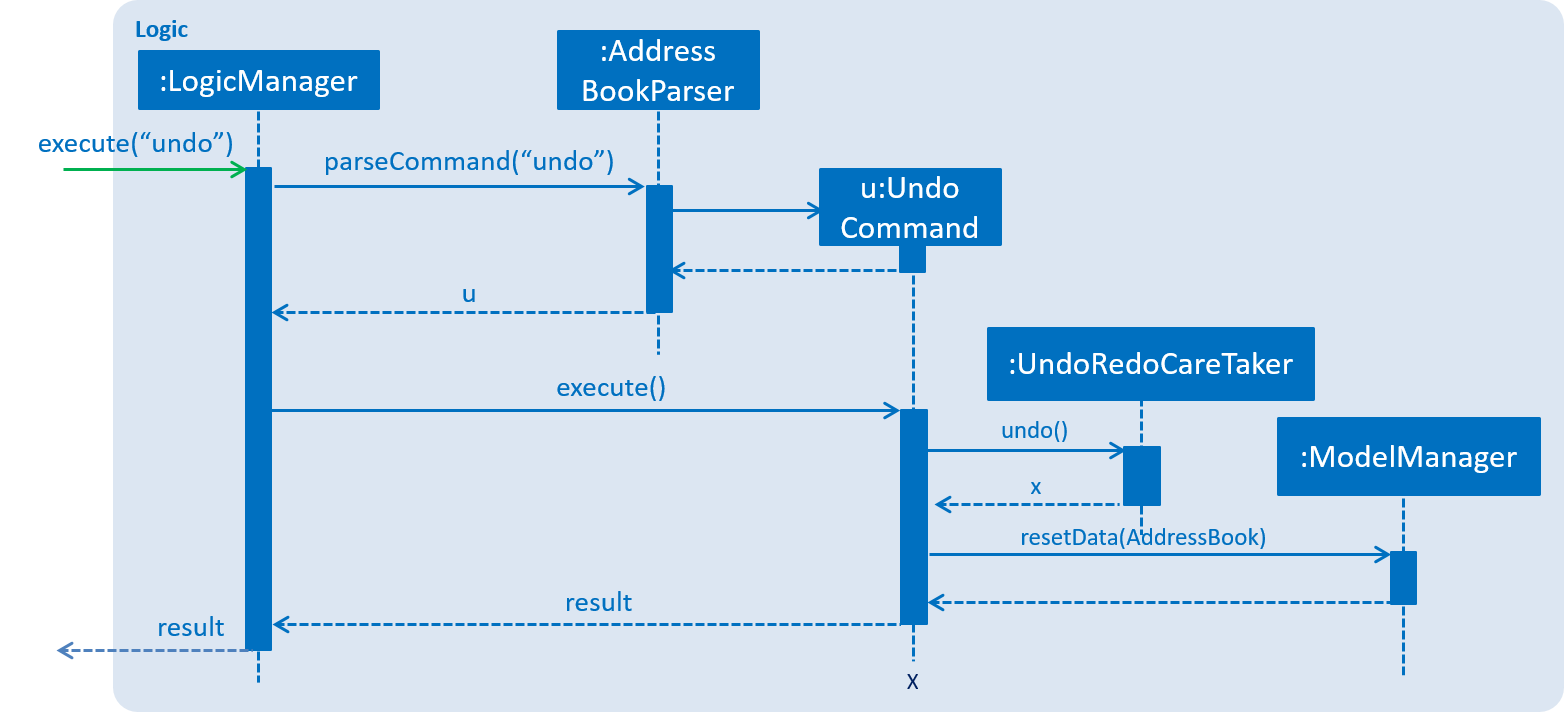 Logic
:LogicManager
:Address
BookParser
execute(“undo”)
parseCommand(“undo”)
u:Undo
Command
u
:UndoRedoCareTaker
execute()
undo()
:ModelManager
x
resetData(AddressBook)
result
result
X